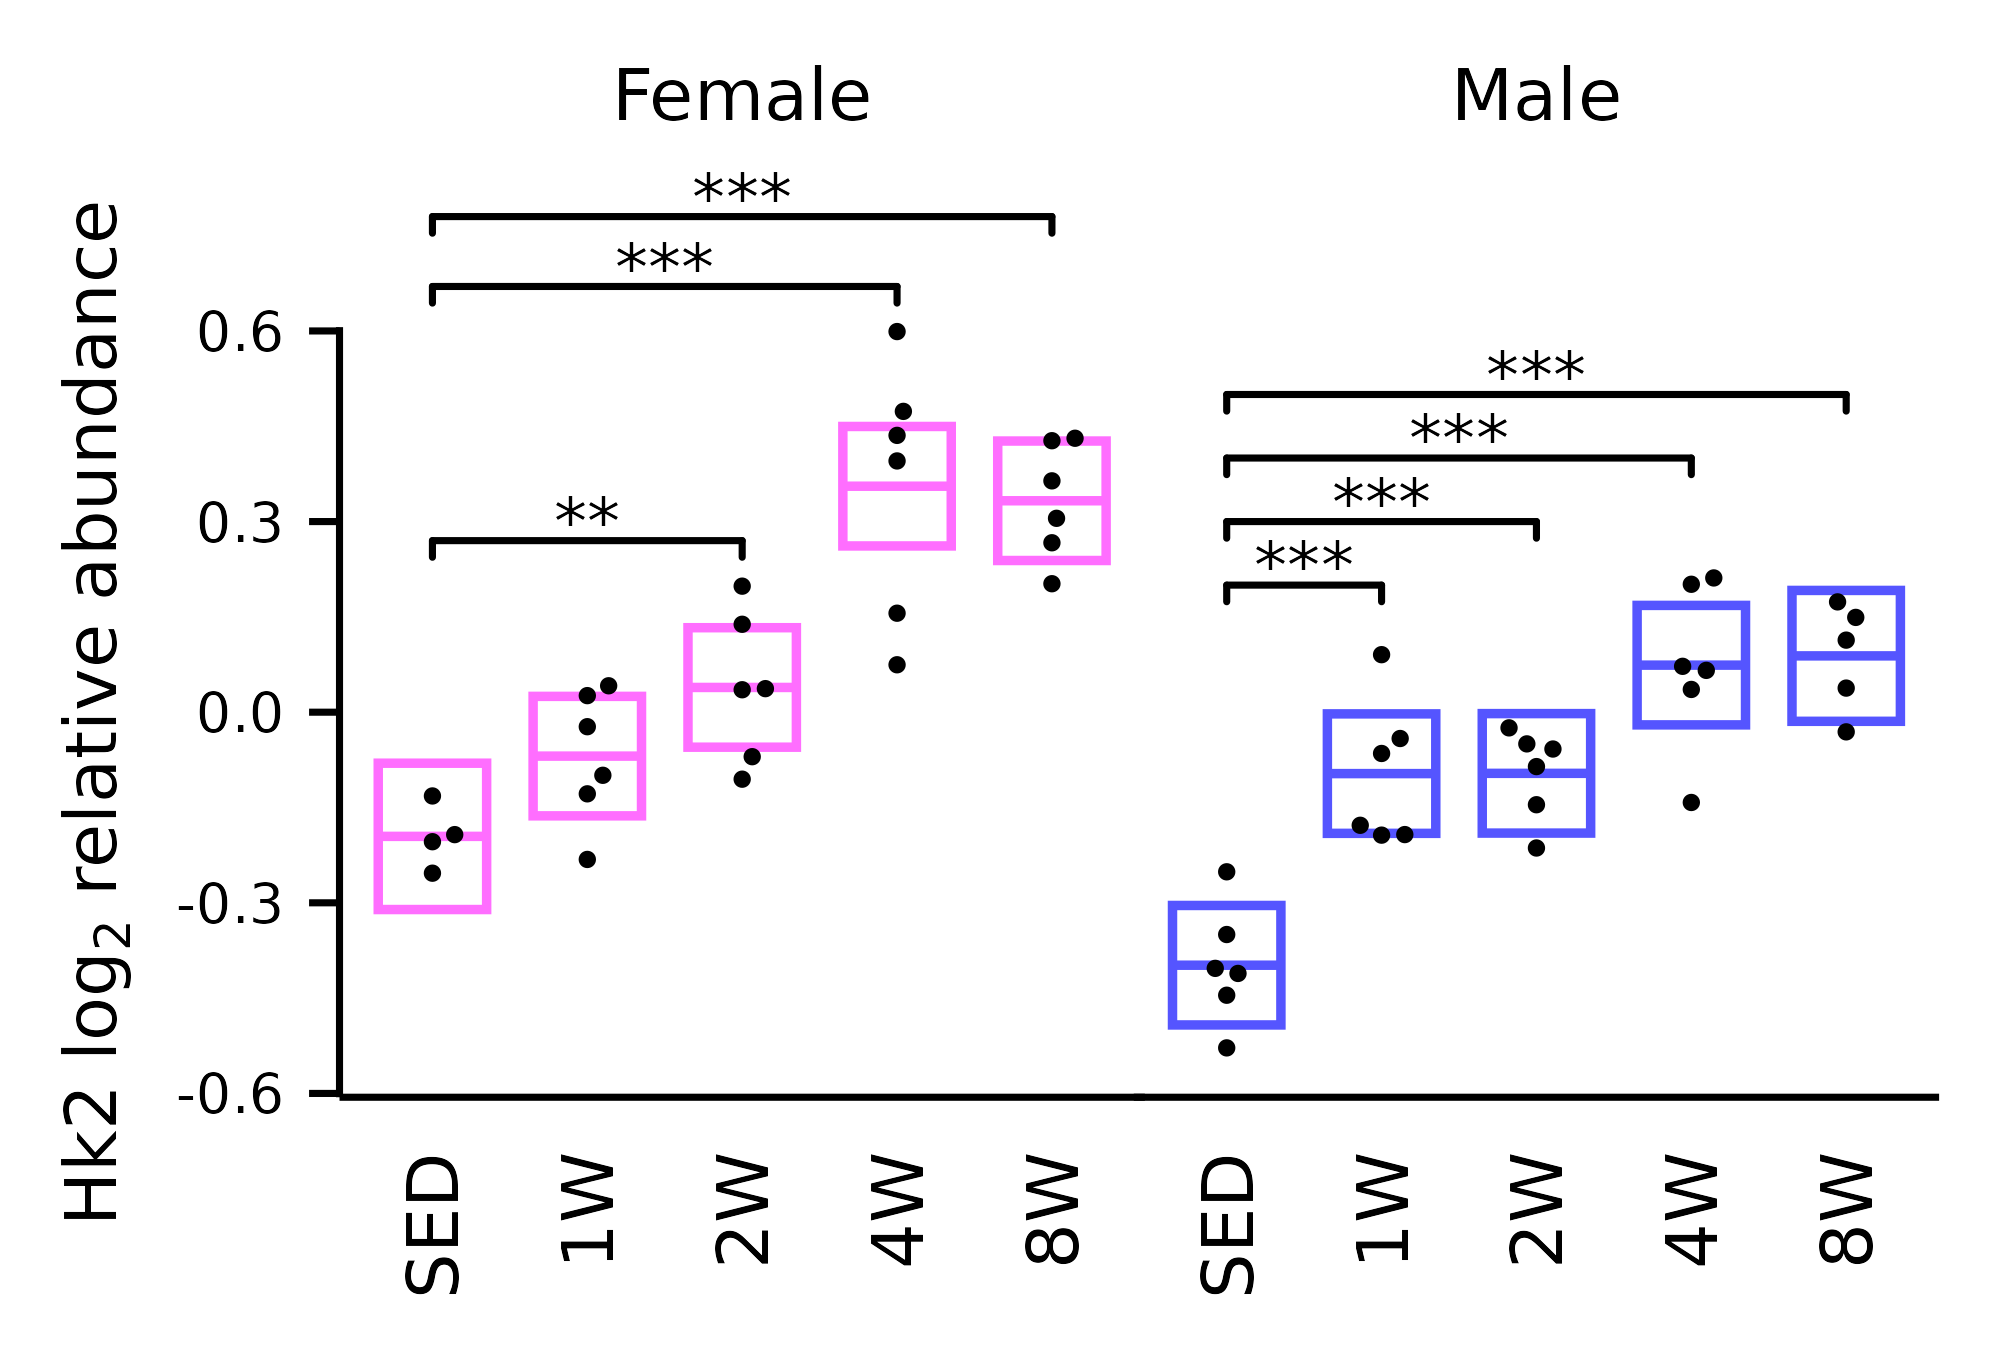 Female
Male
***
***
**
***
***
***
***
Hk2 log₂ relative abundance
0.6
0.3
0.0
-0.3
-0.6
SED
1W
2W
4W
8W
SED
1W
2W
4W
8W